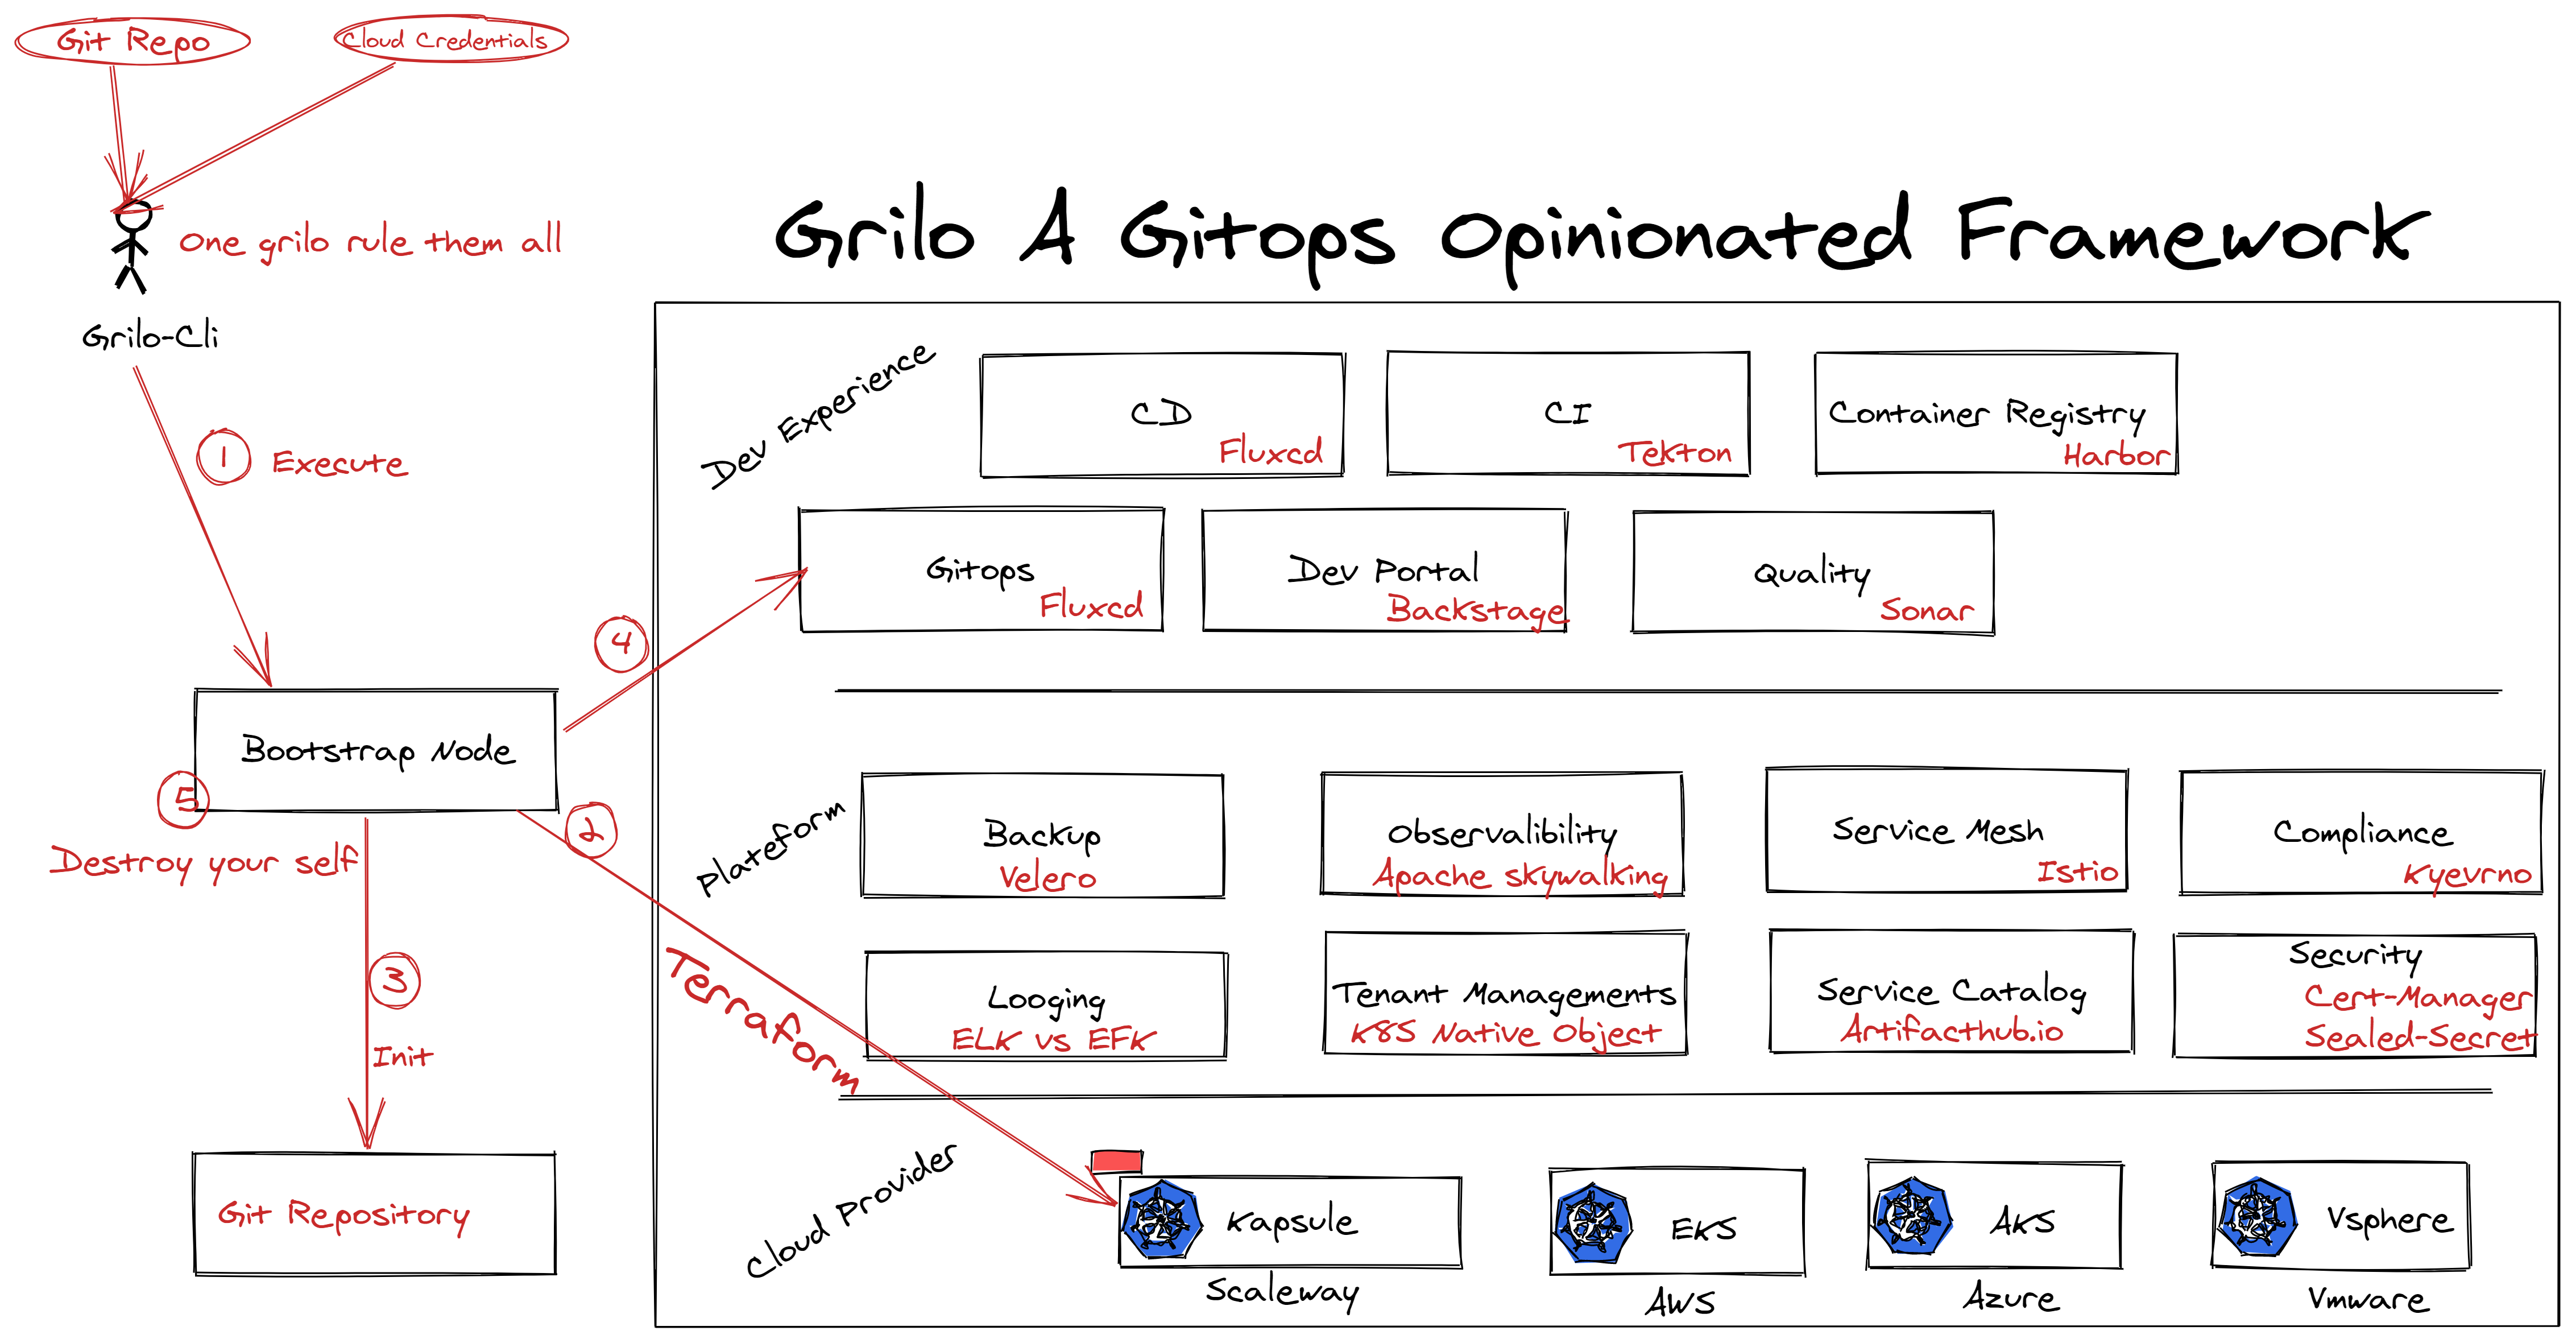 Git Repo
Cloud Credentials
One grilo rule them all
Grilo-Cli
1 Execute
Bootstrap Node
5
Destroy your self
4
2
Terraform
3
Init
Git Repository
Grilo A Gitops Opinionated Framework
Dev Experience
CD
Fluxcd
CI
Tekton
Container Registry
Harbor
Gitops
Fluxcd
Dev Portal
Backstage
Quality
Sonar
Plateform
Backup
Velero
Observalibility
Apache skywalking
Service Mesh
Istio
Compliance
Kyevrno
Looging
ELK vs EFK
Tenant Managements
K8S Native Object
Service Catalog
Artifacthub.io
Security
Cert-Manager
Sealed-Secret
Cloud Provider
Kapsule
Scaleway
EKS
AWS
AKS
Azure
Vsphere
Vmware